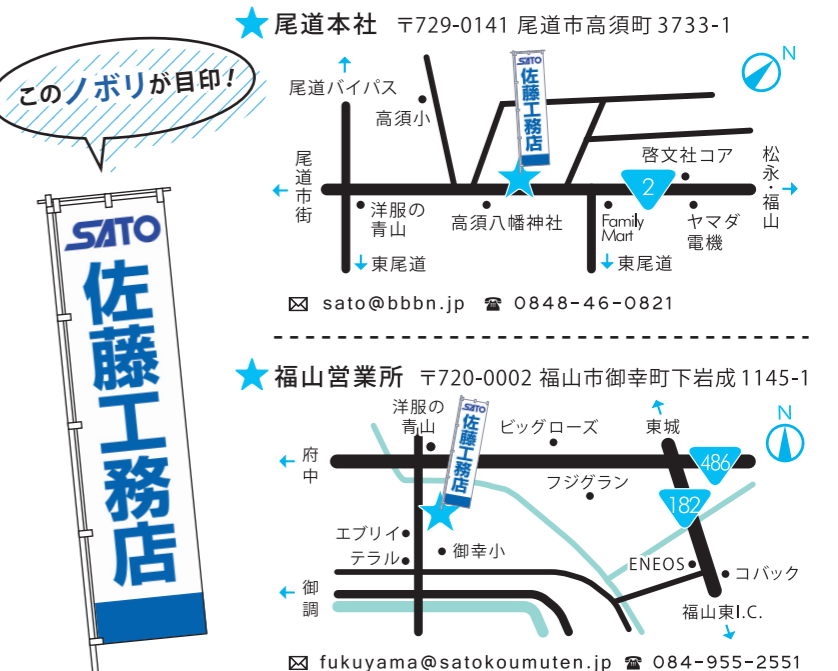 このノボリが目印！
SATO
佐藤工務店
尾道本社 〒729-0141 尾道市高須町3733-1
N
尾道バイパス
高須小
SATO
佐藤工務店
尾道市街
啓文社コア
松永・福山
2
洋服の
青山
高須八幡神社
Family
Mart
ヤマダ
電機
東尾道
東尾道
sato@bbbn.jp ☎ 0848-46-0821
福山営業所 〒720-0002 福山市御幸町下岩成1145-1
洋服の
青山
SATO
佐藤工務店
ビッグローズ
東城
N
府中
486
フジグラン
182
エブリイ
テラル
御幸小
ENEOS
コバック
御調
福山東I.C.
fukuyama@satokoumuten.jp ☎ 084-955-2551